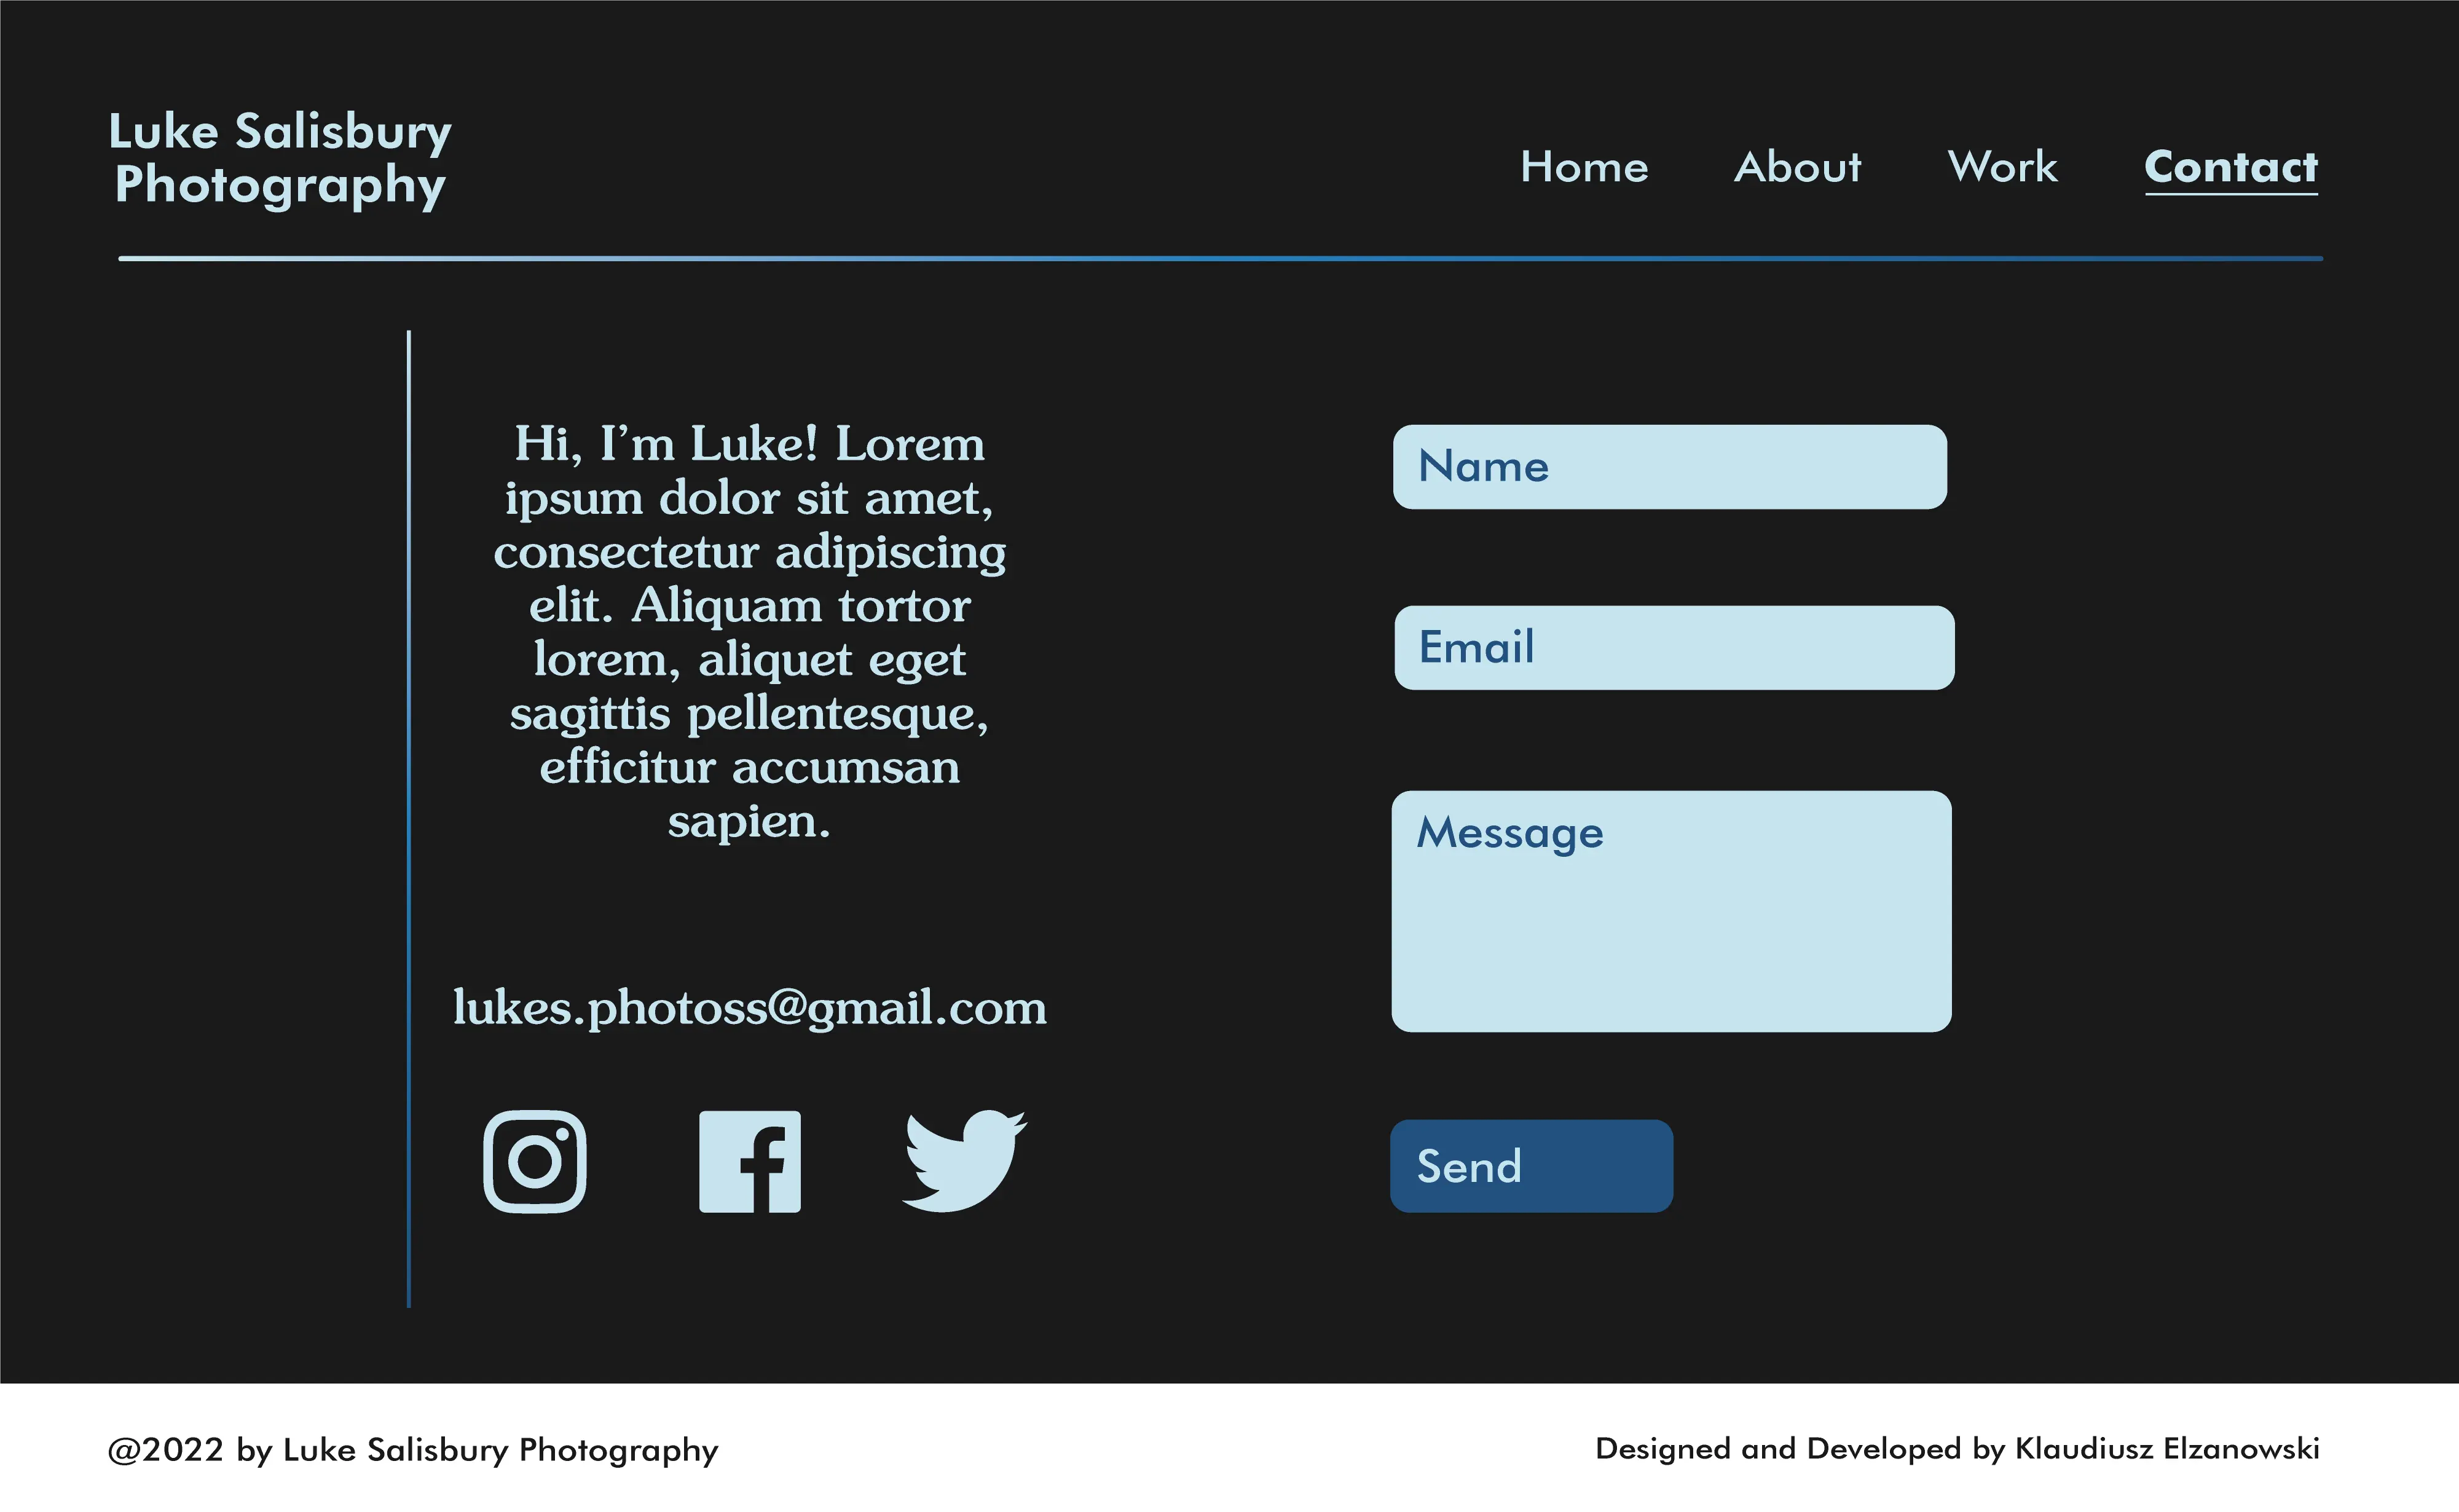 Luke Salisbury
Photography
Home About Work Contact
Hi, I’m Luke! Lorem
ipsum dolor sit amet,
consectetur adipiscing
elit. Aliquam tortor
lorem, aliquet eget
sagittis pellentesque,
efficitur accumsan
sapien.
lukes.photoss@gmail.com
Name
Email
Message
Send
@2022 by Luke Salisbury Photography
Designed and Developed by Klaudiusz Elzanowski